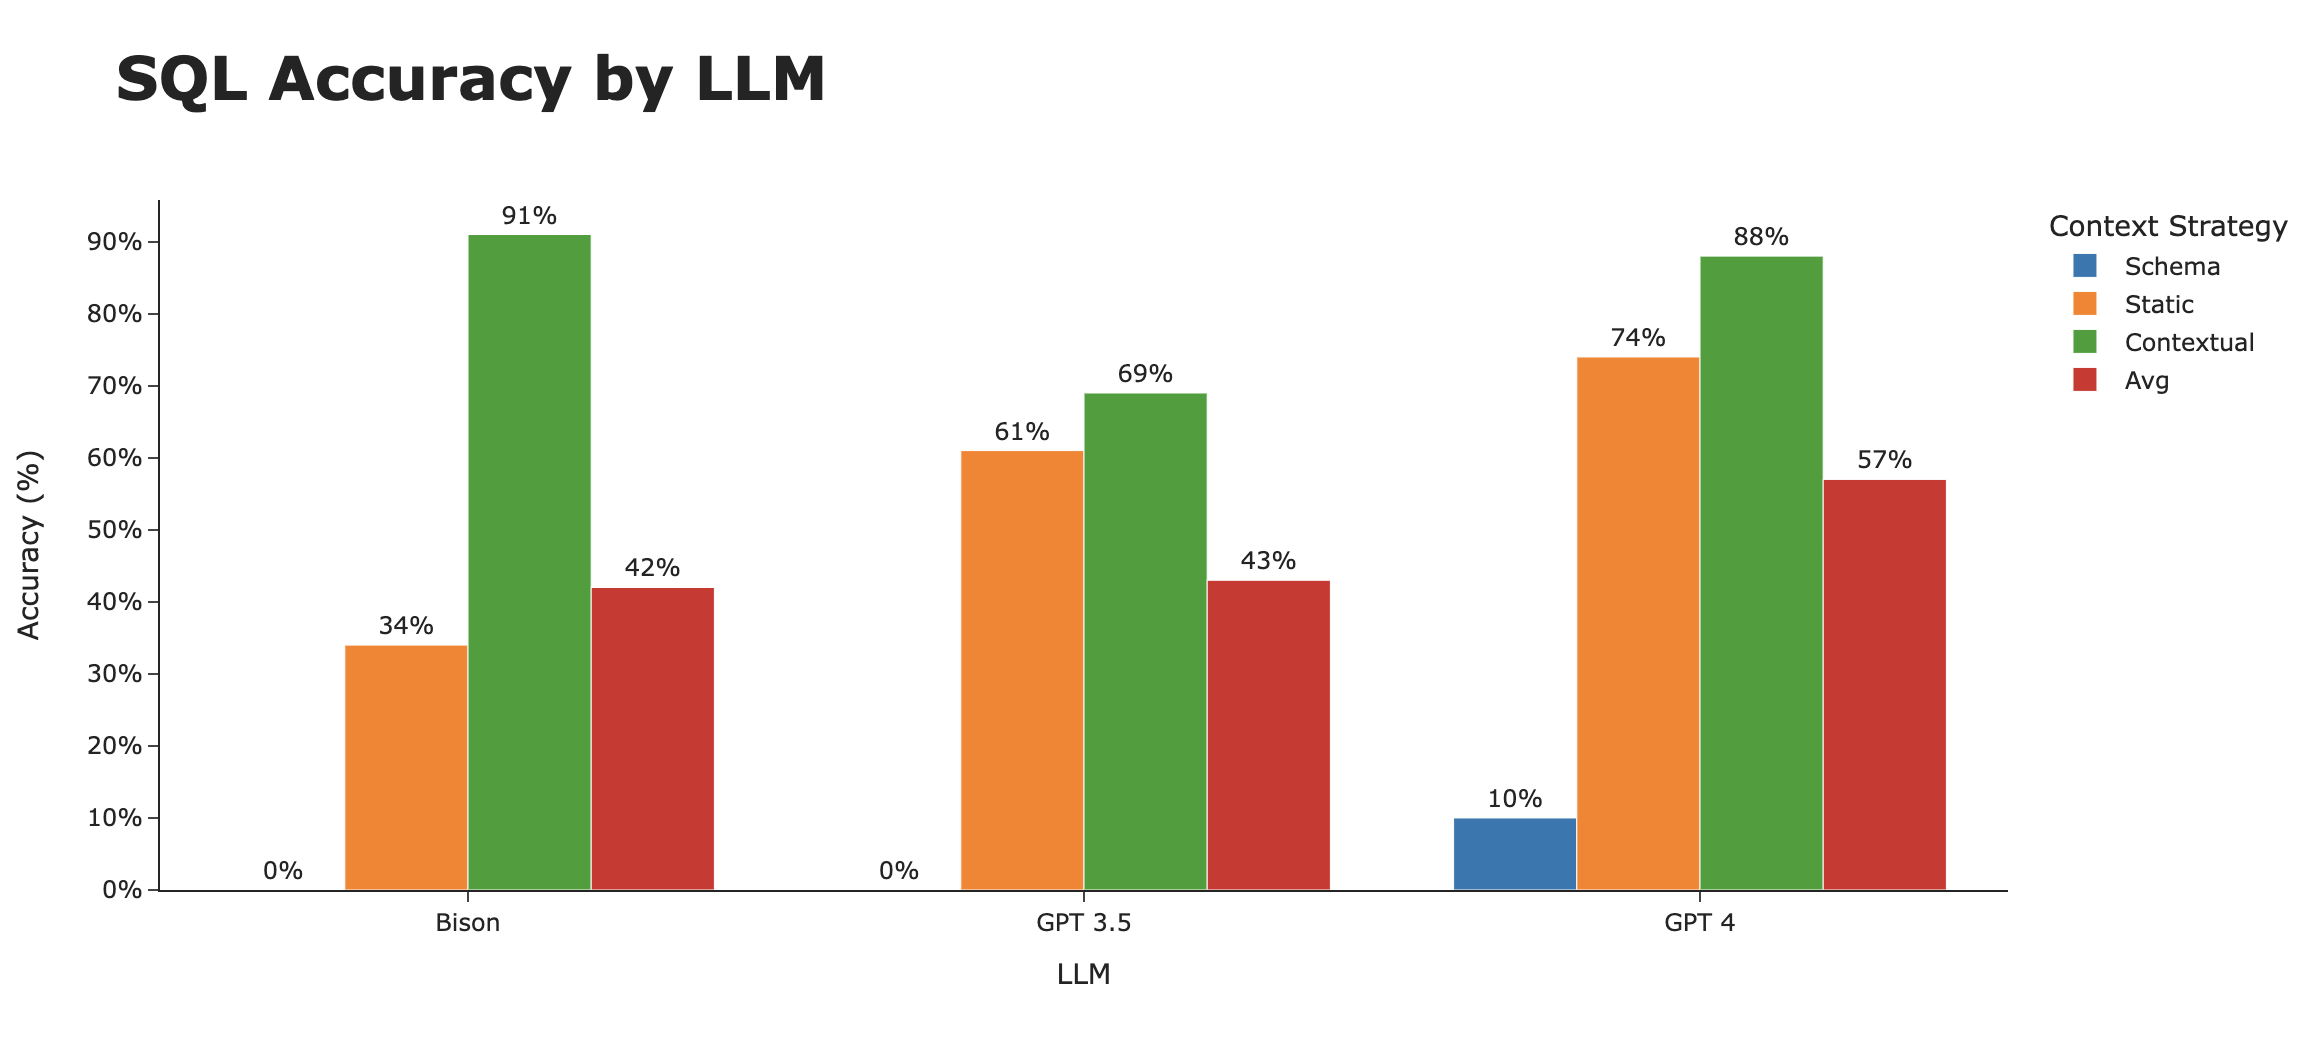 SQL Accuracy by LLM
Context Strategy
Schema
Static
Contextual
Avg
Accuracy (%)
90%
80%
70%
60%
50%
40%
30%
20%
10%
0%
0%
34%
91%
42%
0%
61%
69%
43%
10%
74%
88%
57%
Bison
GPT 3.5
GPT 4
LLM